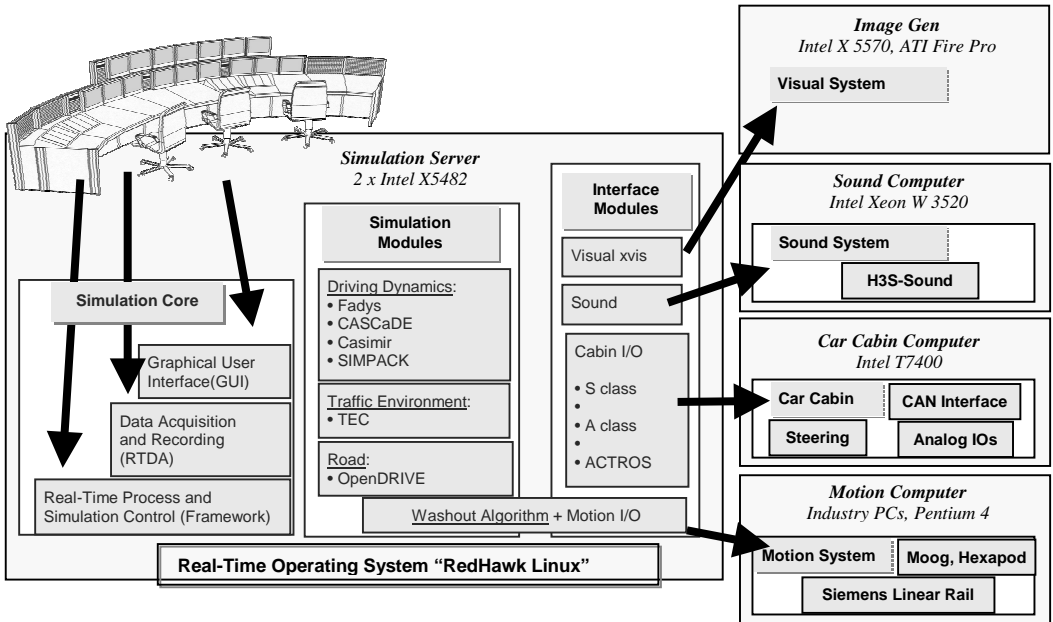 Simulation Server
2 x Intel X5482
Simulation Core
Graphical User
Interface(GUI)
Data Acquisition
and Recording
(RTDA)
Real-Time Process and
Simulation Control (Framework)
Simulation
Modules
Driving Dynamics:
• Fadys
• CASCaDE
• Casimir
• SIMPACK
Traffic Environment:
• TEC
Road:
• OpenDRIVE
Interface
Modules
Visual xvis
Sound
Cabin I/O
• S class
•
• A class
•
• ACTROS
Washout Algorithm + Motion I/O
Real-Time Operating System “RedHawk Linux”
Image Gen
Intel X 5570, ATI Fire Pro
Visual System
Sound Computer
Intel Xeon W 3520
Sound System
H3S-Sound
Car Cabin Computer
Intel T7400
Car Cabin
CAN Interface
Steering
Analog IOs
Motion Computer
Industry PCs, Pentium 4
Motion System
Moog, Hexapod
Siemens Linear Rail